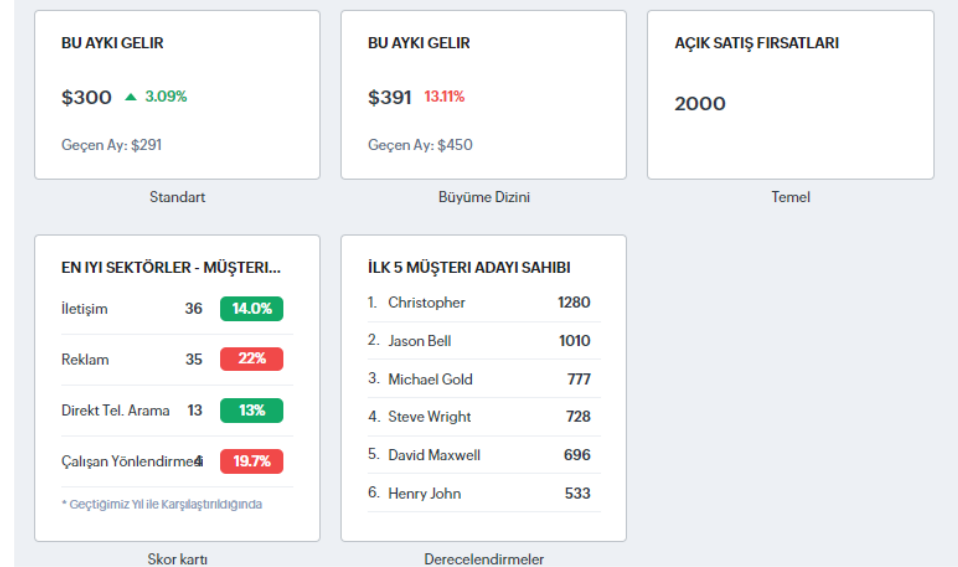 BU AYKI GELIR
$300 ▲ 3.09%
Geçen Ay: $291
Standart
BU AYKI GELIR
$391 13.11%
Geçen Ay: $450
Büyüme Dizini
AÇIK SATIŞ FIRSATLARI
2000
Temel
EN IYI SEKTÖRLER - MÜŞTERI...
İletişim 36 14.0%
Reklam 35 22%
Direkt Tel. Arama 13 13%
Çalışan Yönlendirmesi 4 19.7%
* Geçtiğimiz Yıl ile Karşılaştırıldığında
Skor kartı
İLK 5 MÜŞTERI ADAYI SAHIBI
1. Christopher 1280
2. Jason Bell 1010
3. Michael Gold 777
4. Steve Wright 728
5. David Maxwell 696
6. Henry John 533
Derecelendirmeler